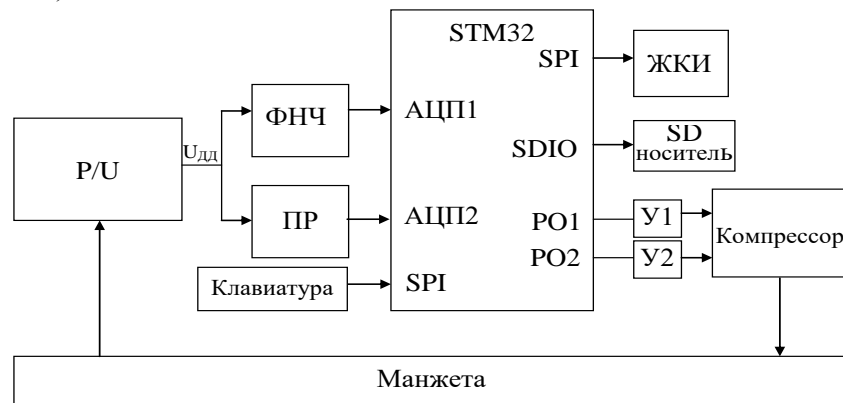 STM32
SPI
ЖКИ
ФНЧ
АЦП1
P/U
Uдд
SDIO
SD
носитель
ПР
АЦП2
PO1
У1
Компрессор
PO2
У2
Клавиатура
SPI
Манжета